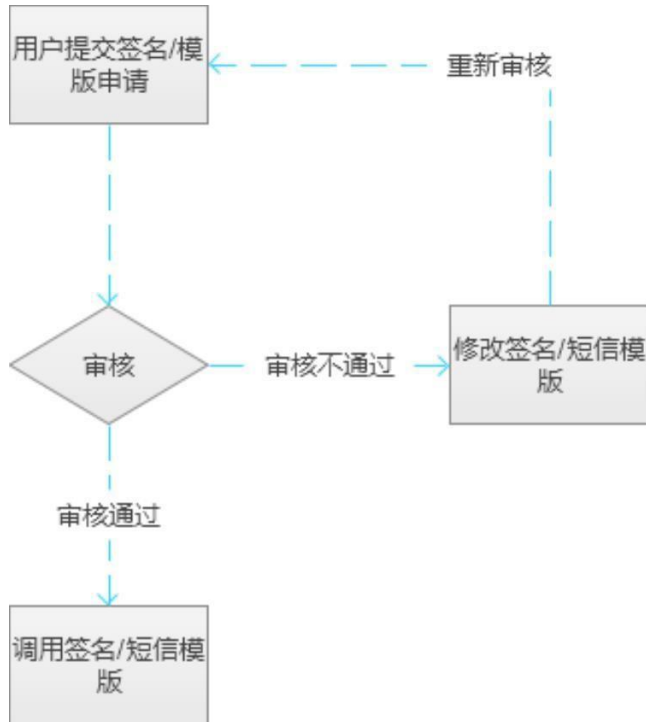 用户提交签名/模
版申请
重新审核
审核
审核不通过
修改签名/短信模
版
审核通过
调用签名/短信模
版